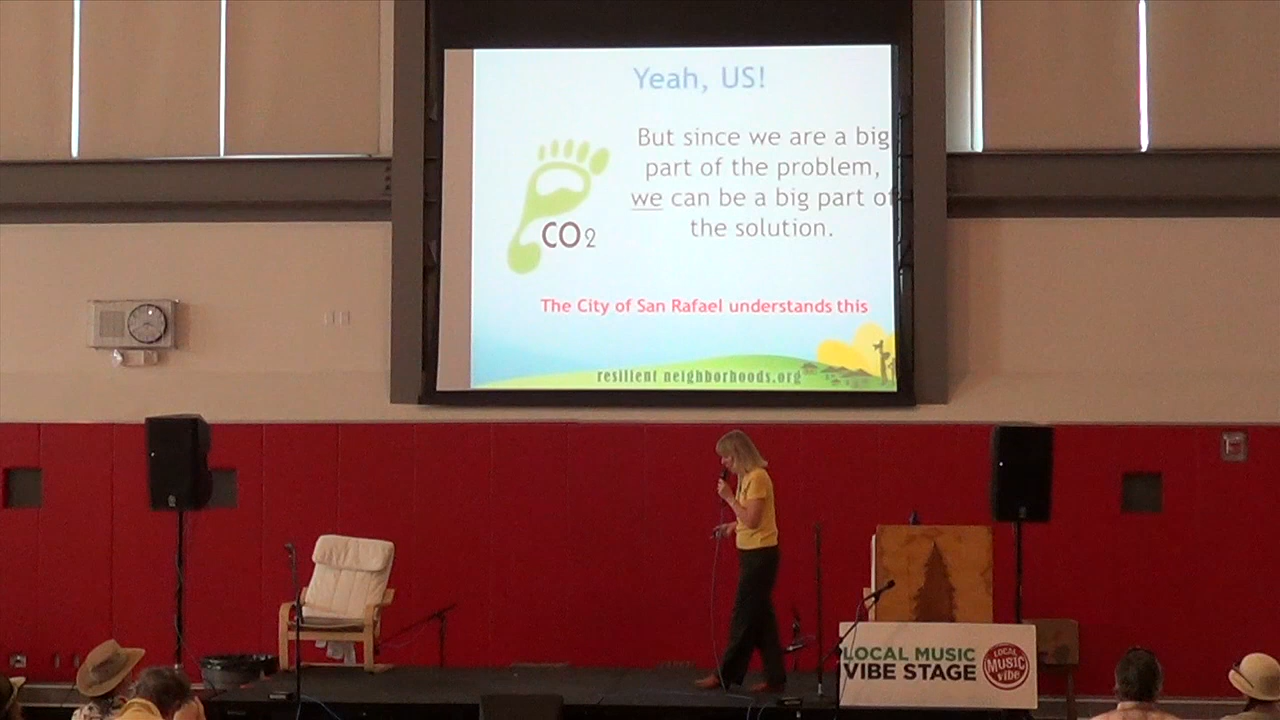 Yeah, US!
But since we are a big
part of the problem,
we can be a big part of
the solution.
CO2
The City of San Rafael understands this
resilient neighborhoods.org
LOCAL MUSIC
VIBE STAGE
LOCAL
MUSIC
vibe